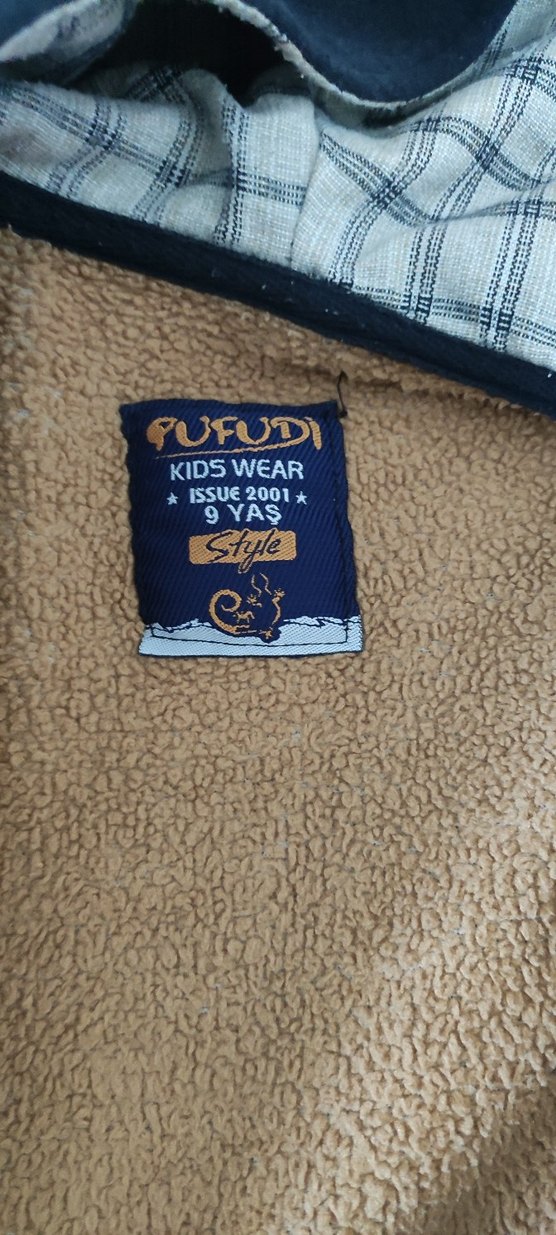 PUFUDI
KIDS WEAR
★ ISSUE 2001 ★
9 YAŞ
Style